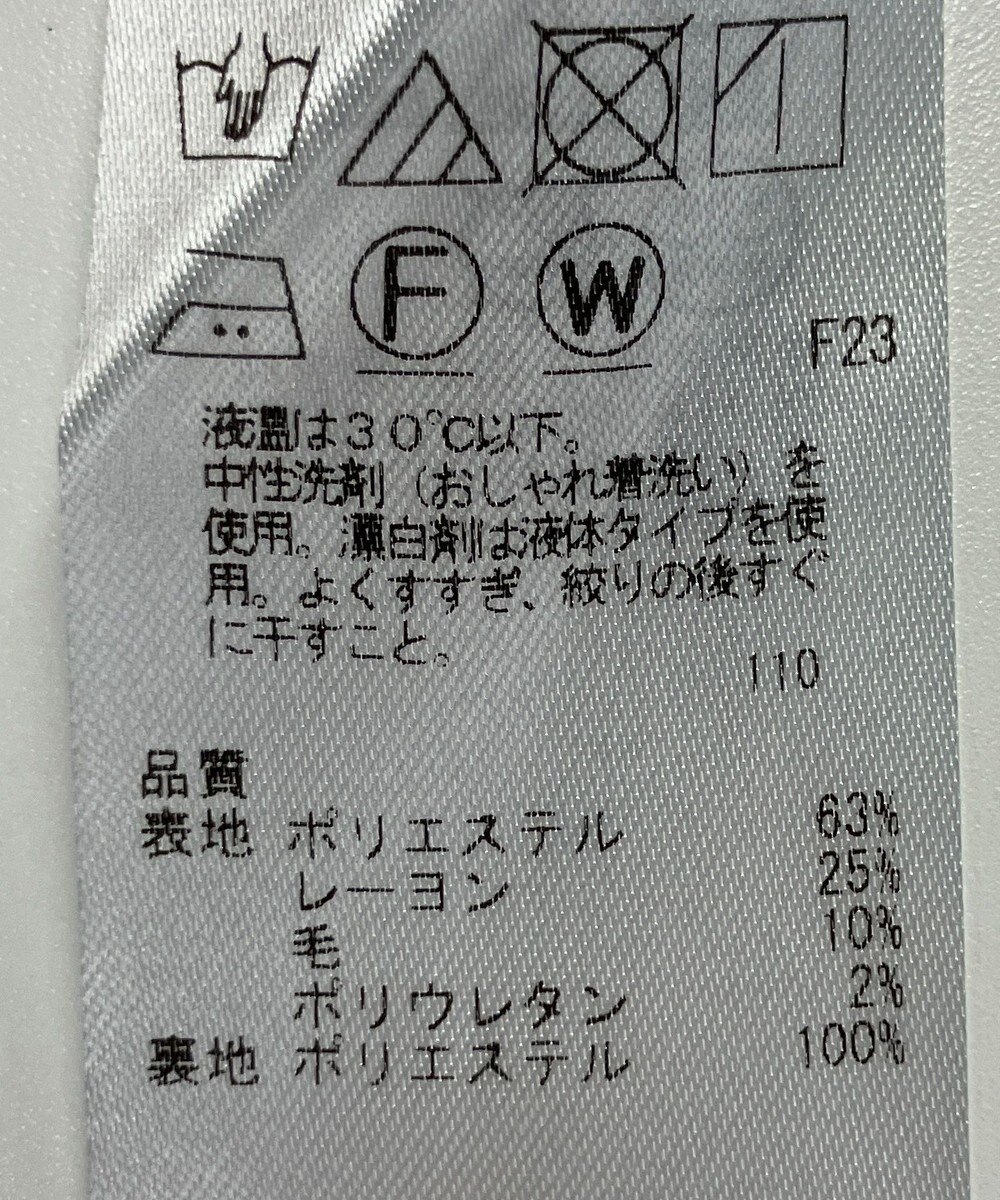 F W
F23
液温は30℃以下。
中性洗剤(おしゃれ着洗い)を
使用。漂白剤は液体タイプを使
用。よくすすぎ、絞りの後すぐ
に干すこと。
110
品質
表地 ポリエステル 63%
レーヨン 25%
毛 10%
ポリウレタン 2%
裏地 ポリエステル 100%